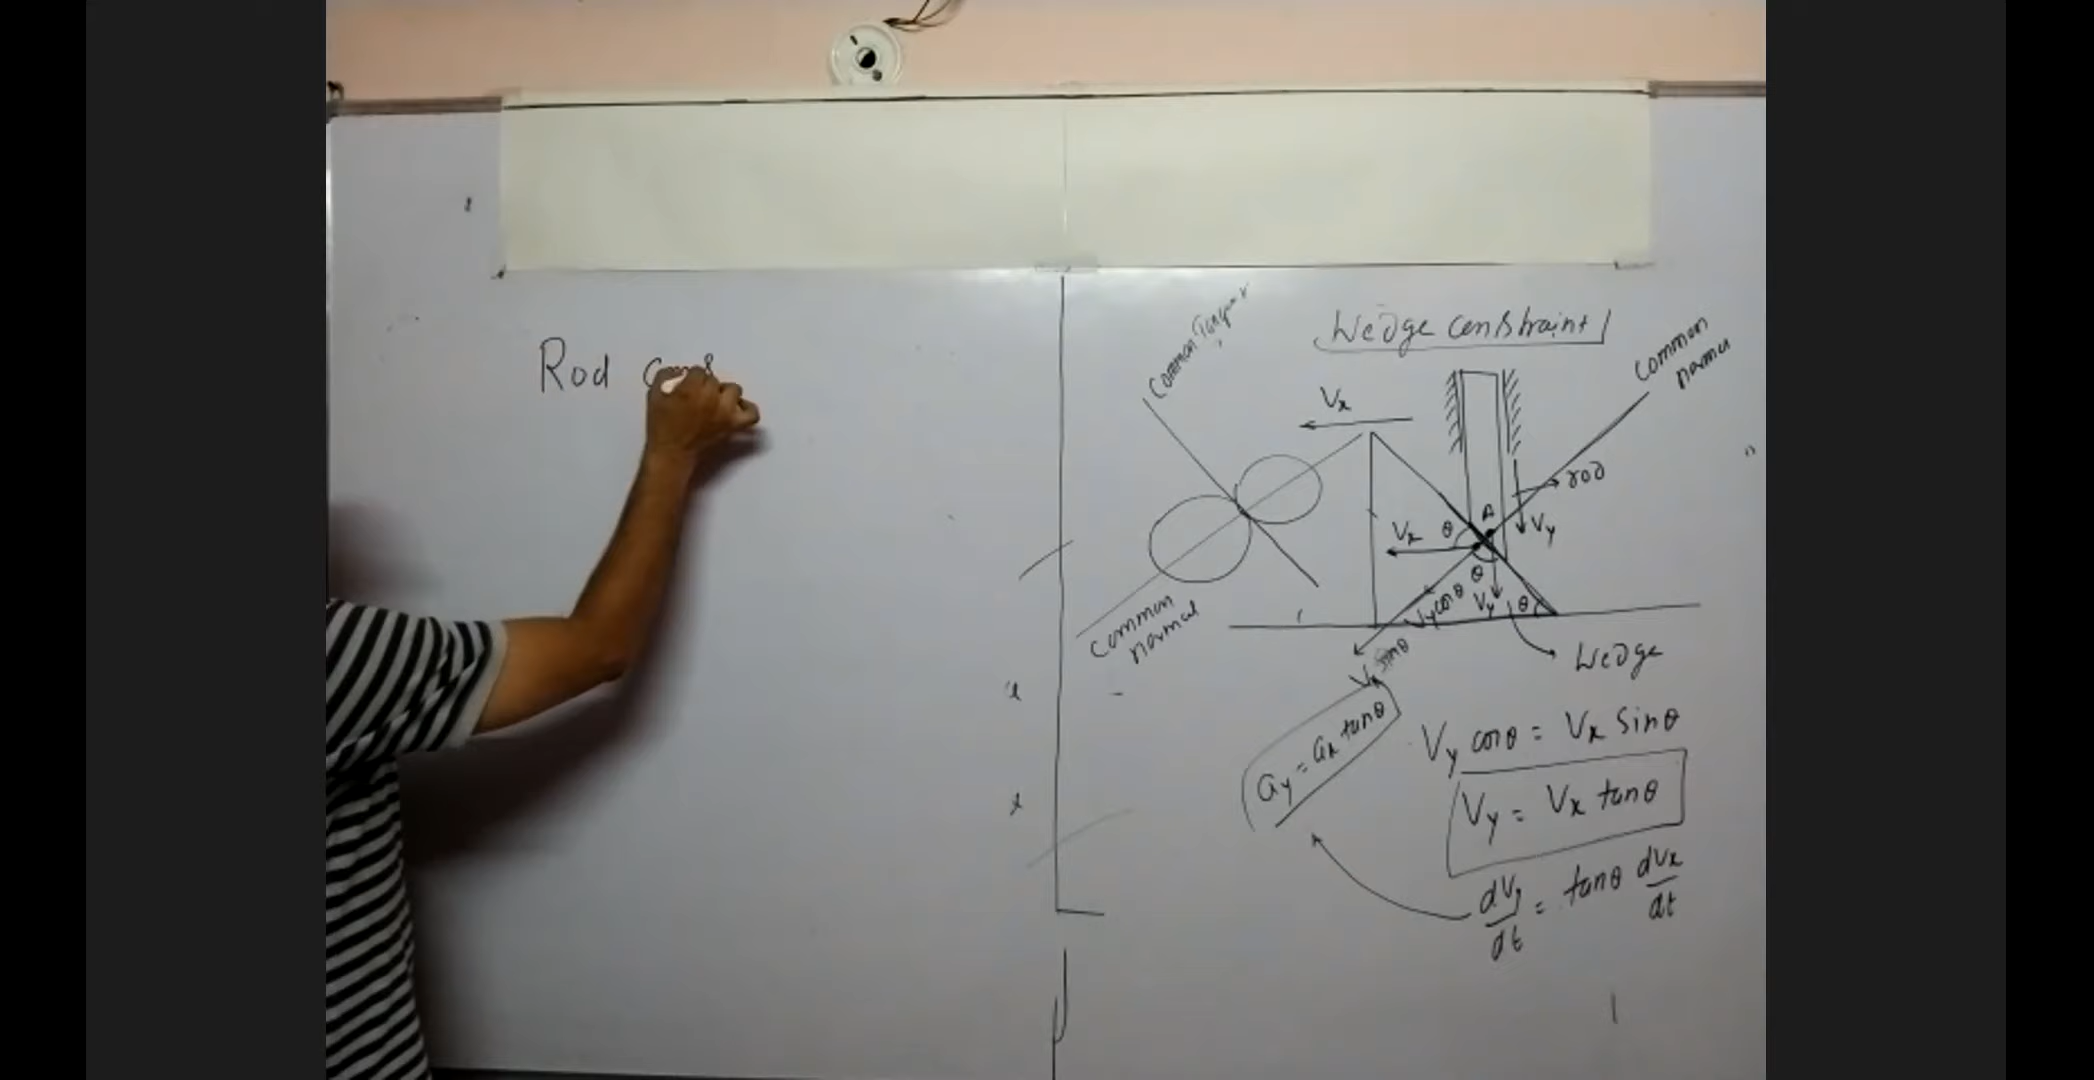 Rod cons
Wedge constraint
Common
Common
normal
Vx
rod
A
Vx
θ
Vy
θ
Vy cosθ
Vy
θ
Common
normal
Vx sinθ
Wedge
Vy cosθ = Vx Sinθ
ay = ax tanθ
Vy = Vx tanθ
dVy/dt = tanθ dVx/dt